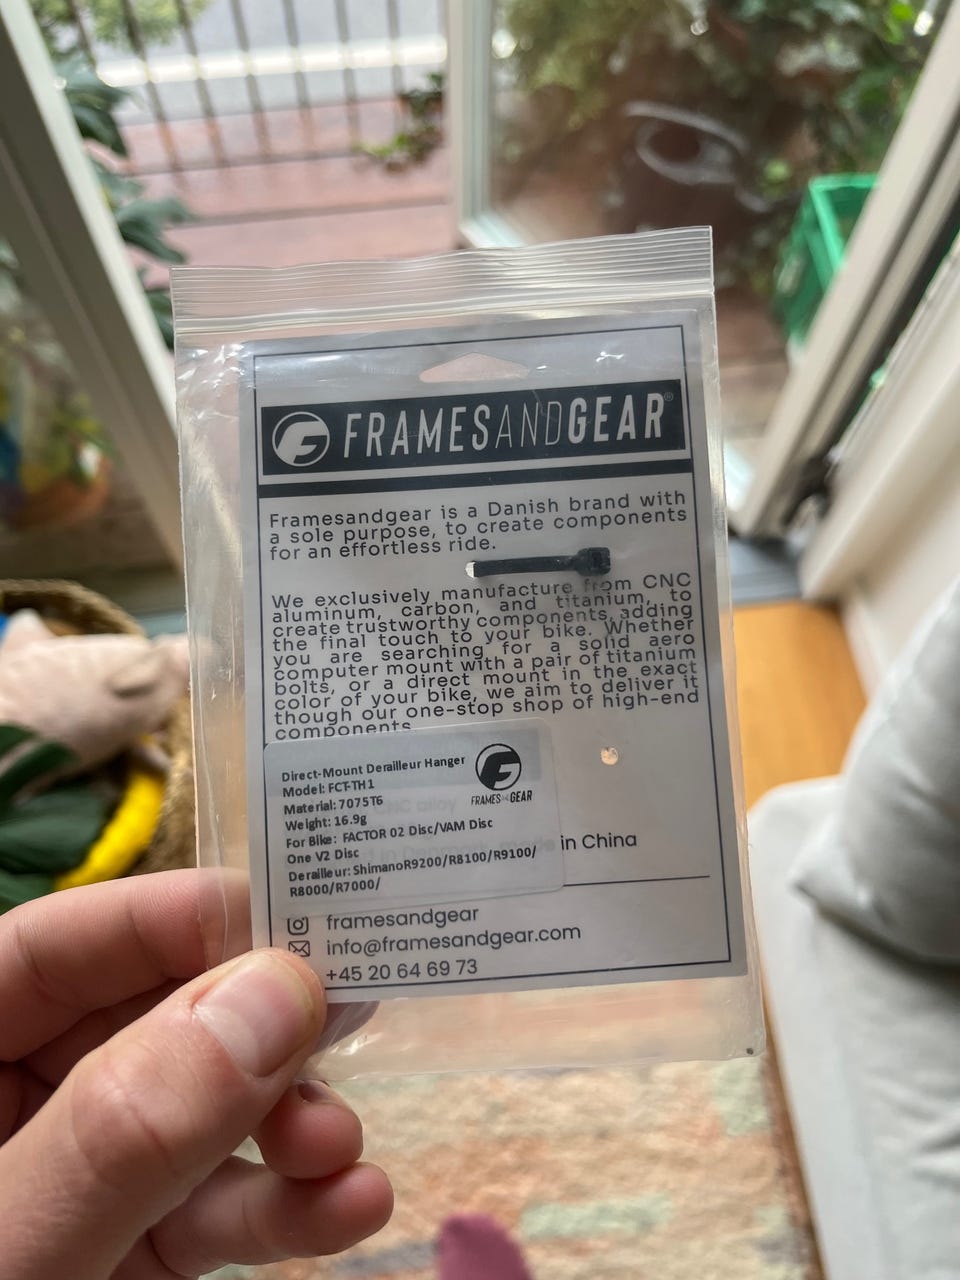 FRAMESANDGEAR®
Framesandgear is a Danish brand with
a sole purpose, to create components
for an effortless ride.
We exclusively manufacture from CNC
aluminum, carbon, and titanium, to
create trustworthy components, adding
the final touch to your bike. Whether
you are searching for a solid aero
computer mount with a pair of titanium
bolts, or a direct mount in the exact
color of your bike, we aim to deliver it
though our one-stop shop of high-end
components.
Direct-Mount Derailleur Hanger
Model: FCT-TH1
Material: 7075T6
Weight: 16.9g
For Bike: FACTOR 02 Disc/VAM Disc
One V2 Disc
Derailleur: ShimanoR9200/R8100/R9100/
R8000/R7000/
FRAMESANDGEAR
CNC alloy
in Denmark, made in China
framesandgear
info@framesandgear.com
+45 20 64 69 73